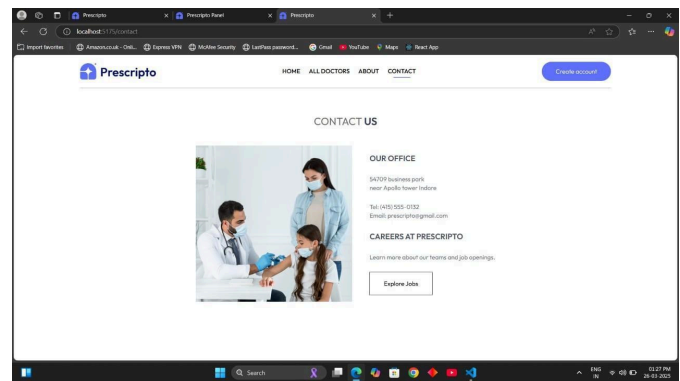 Prescripto
Prescripto Panel
Prescripto
localhost:5175/contact
Import favorites
Amazon.co.uk - Onli...
Express VPN
McAfee Security
LastPass password...
Gmail
YouTube
Maps
React App
Prescripto
HOME
ALL DOCTORS
ABOUT
CONTACT
Create account
CONTACT US
OUR OFFICE
54709 business park
near Apollo tower Indore
Tel: (415) 555-0132
Email: prescripto@gmail.com
CAREERS AT PRESCRIPTO
Learn more about our teams and job openings.
Explore Jobs
Search
ENG
IN
01:27 PM
26-03-2025